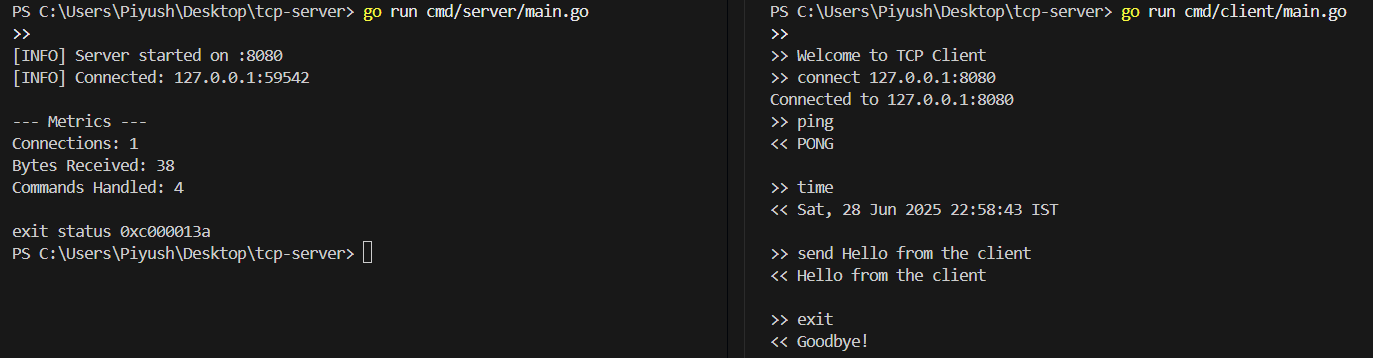 PS C:\Users\Piyush\Desktop\tcp-server> go run cmd/server/main.go
>>
[INFO] Server started on :8080
[INFO] Connected: 127.0.0.1:59542
--- Metrics ---
Connections: 1
Bytes Received: 38
Commands Handled: 4
exit status 0xc000013a
PS C:\Users\Piyush\Desktop\tcp-server>
PS C:\Users\Piyush\Desktop\tcp-server> go run cmd/client/main.go
>>
>> Welcome to TCP Client
>> connect 127.0.0.1:8080
Connected to 127.0.0.1:8080
>> ping
<< PONG
>> time
<< Sat, 28 Jun 2025 22:58:43 IST
>> send Hello from the client
<< Hello from the client
>> exit
<< Goodbye!